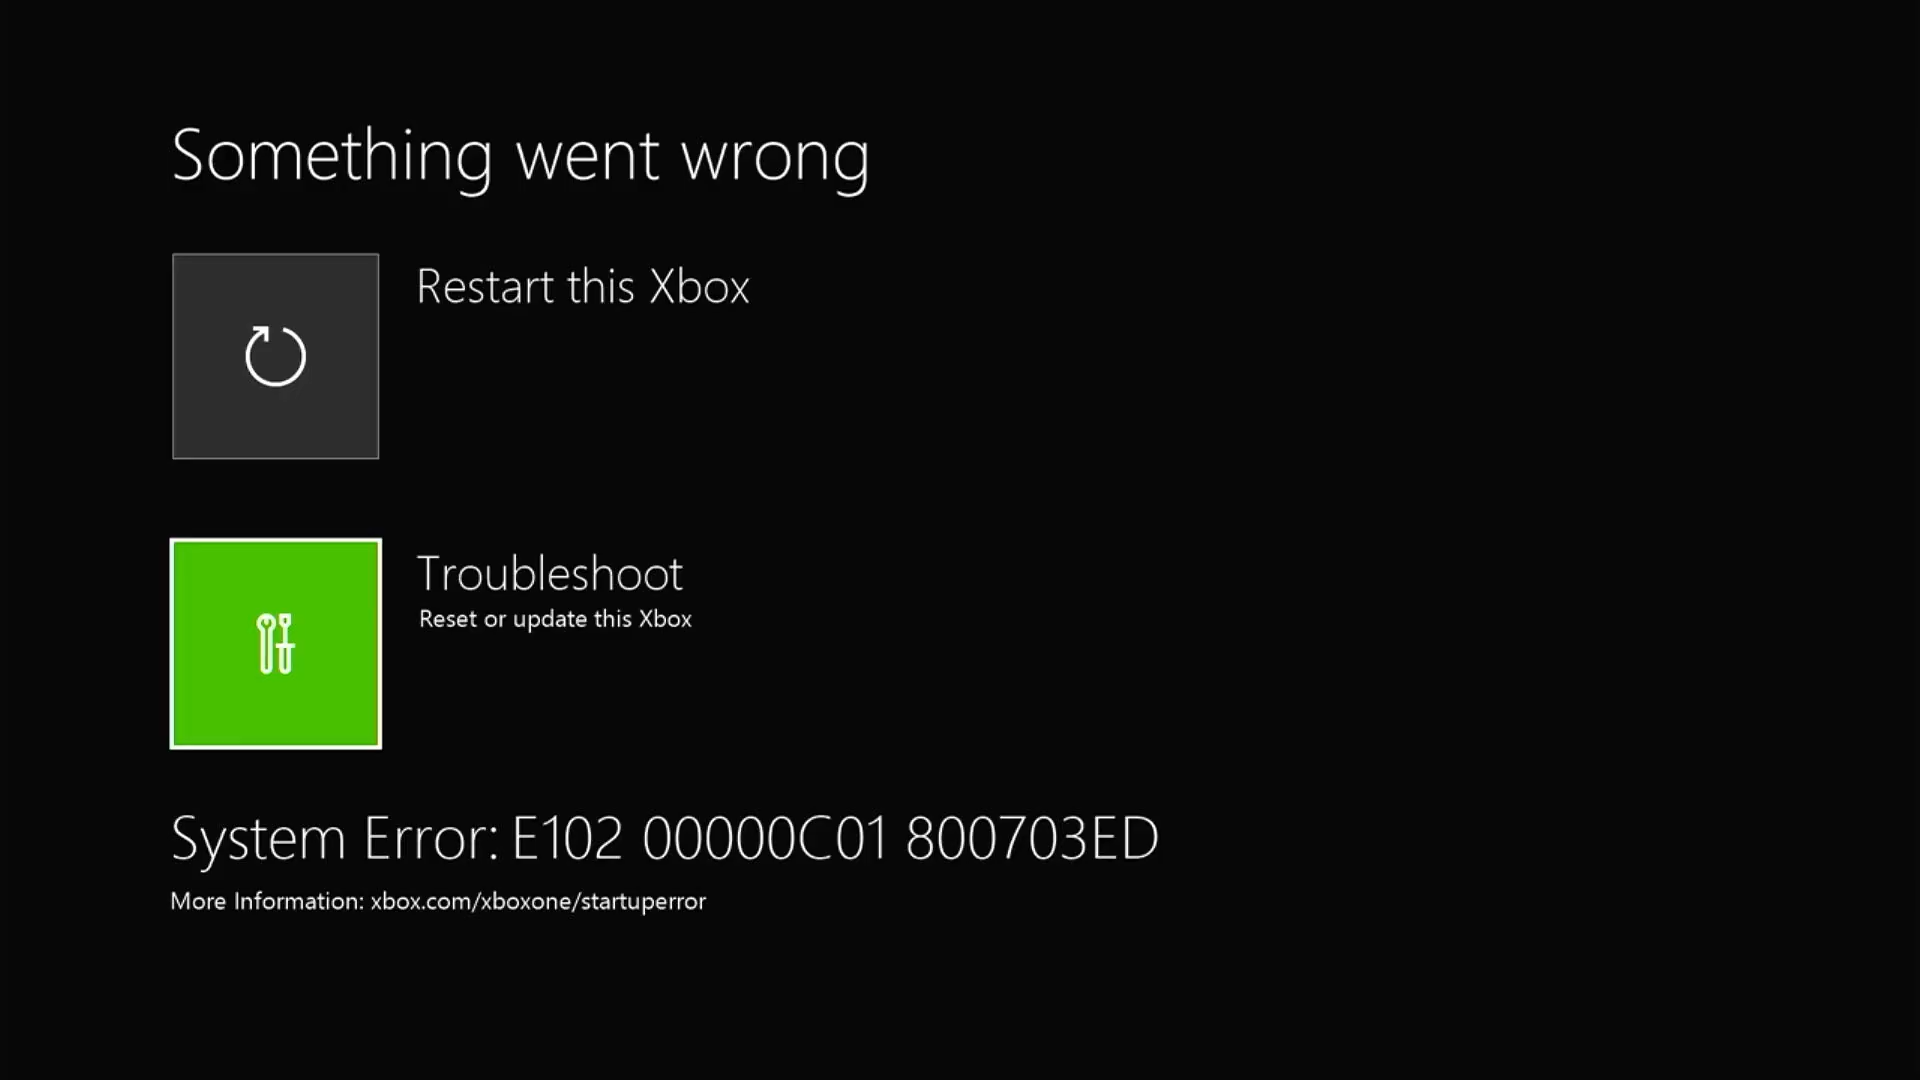 Something went wrong
Restart this Xbox
Troubleshoot
Reset or update this Xbox
System Error: E102 00000C01 800703ED
More Information: xbox.com/xboxone/startuperror